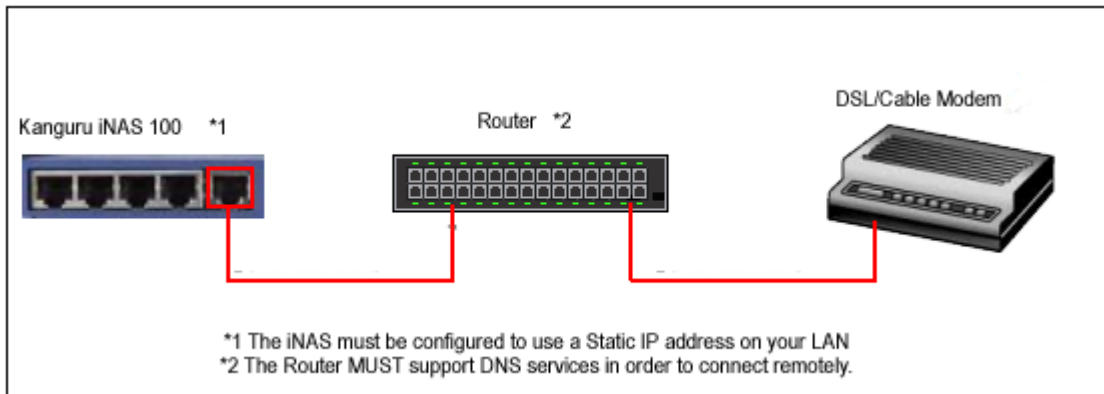 Kanguru iNAS 100 *1
Router *2
DSL/Cable Modem
*1 The iNAS must be configured to use a Static IP address on your LAN
*2 The Router MUST support DNS services in order to connect remotely.